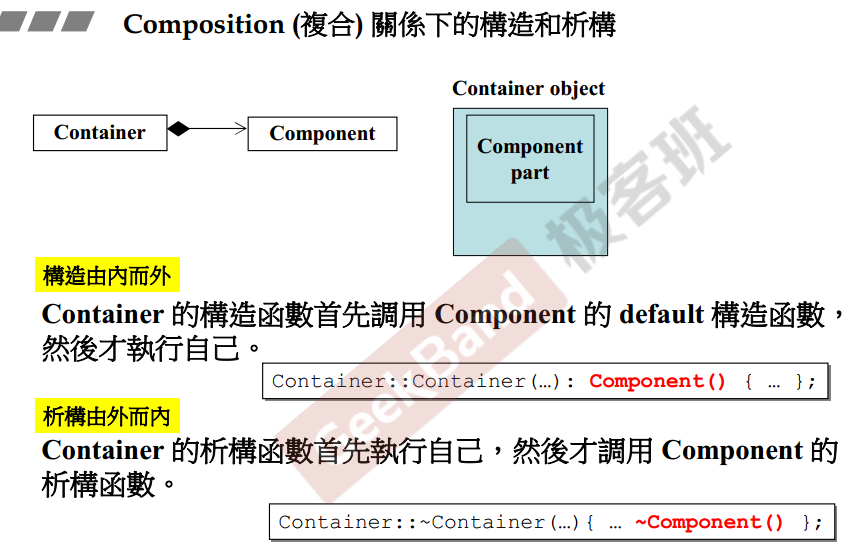 Composition (複合) 關係下的構造和析構
Container object
Container
Component
Component
part
構造由內而外
Container 的構造函數首先調用 Component 的 default 構造函數，
然後才執行自己。
Container::Container(…): Component() { … };
析構由外而內
Container 的析構函數首先執行自己，然後才調用 Component 的
析構函數。
Container::~Container(…){ … ~Component() };
SeekBand 极客班